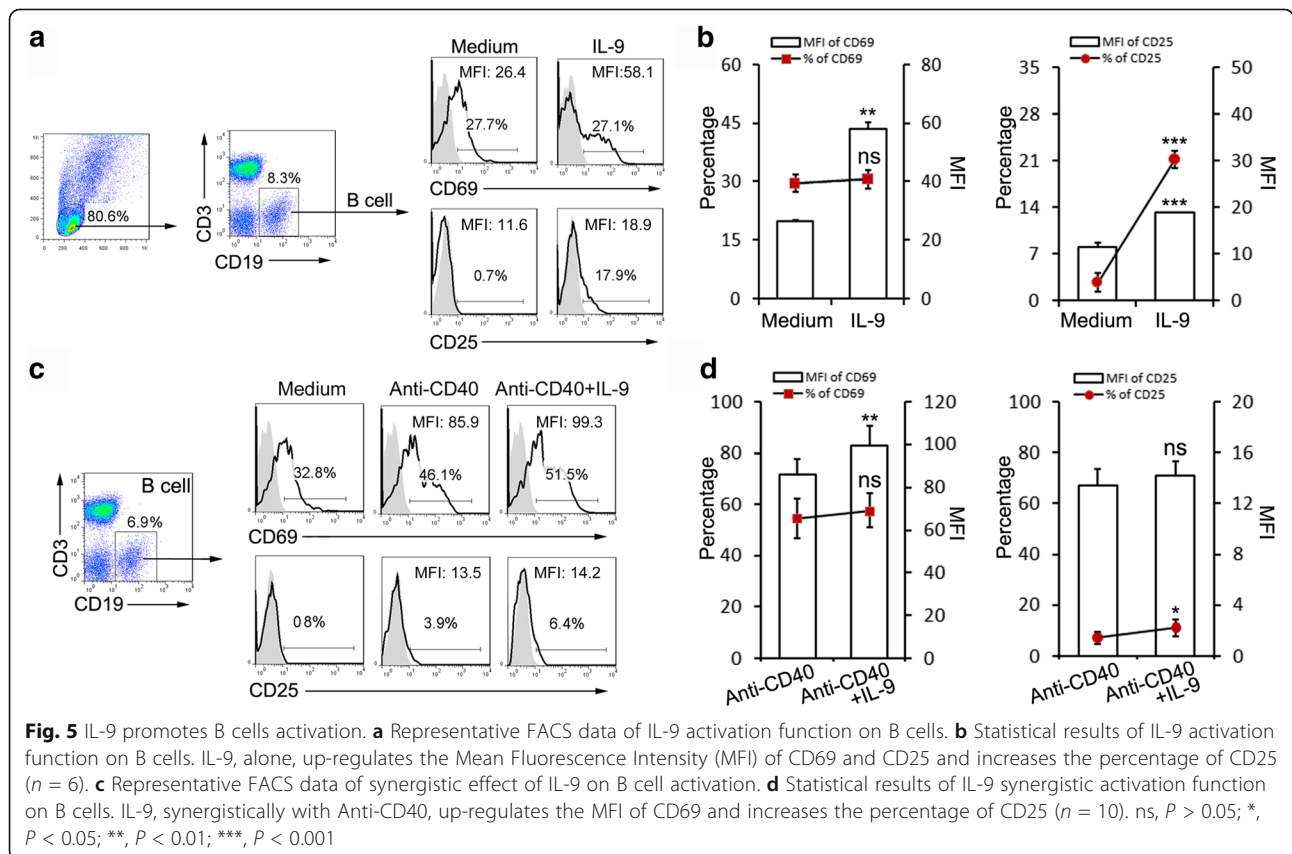 a
Medium
IL-9
MFI: 26.4
MFI:58.1
27.7%
27.1%
CD69
MFI: 11.6
MFI: 18.9
0.7%
17.9%
CD25
80.6%
8.3%
CD3
CD19
B cell
b
MFI of CD69
% of CD69
Percentage
60
45
30
15
0
MFI
80
60
40
20
0
**
ns
Medium
IL-9
MFI of CD25
% of CD25
Percentage
35
28
21
14
7
0
MFI
50
40
30
20
10
0
***
***
Medium
IL-9
c
Medium
Anti-CD40
Anti-CD40+IL-9
MFI: 85.9
MFI: 99.3
32.8%
46.1%
51.5%
CD69
MFI: 13.5
MFI: 14.2
08%
3.9%
6.4%
CD25
B cell
6.9%
CD3
CD19
d
MFI of CD69
% of CD69
Percentage
100
80
60
40
20
0
MFI
120
100
80
60
40
20
0
**
ns
Anti-CD40
Anti-CD40
+IL-9
MFI of CD25
% of CD25
Percentage
100
80
60
40
20
0
MFI
20
16
12
8
4
0
ns
*
Anti-CD40
Anti-CD40
+IL-9
Fig. 5 IL-9 promotes B cells activation. a Representative FACS data of IL-9 activation function on B cells. b Statistical results of IL-9 activation
function on B cells. IL-9, alone, up-regulates the Mean Fluorescence Intensity (MFI) of CD69 and CD25 and increases the percentage of CD25
(n = 6). c Representative FACS data of synergistic effect of IL-9 on B cell activation. d Statistical results of IL-9 synergistic activation function
on B cells. IL-9, synergistically with Anti-CD40, up-regulates the MFI of CD69 and increases the percentage of CD25 (n = 10). ns, P > 0.05; *,
P < 0.05; **, P < 0.01; ***, P < 0.001